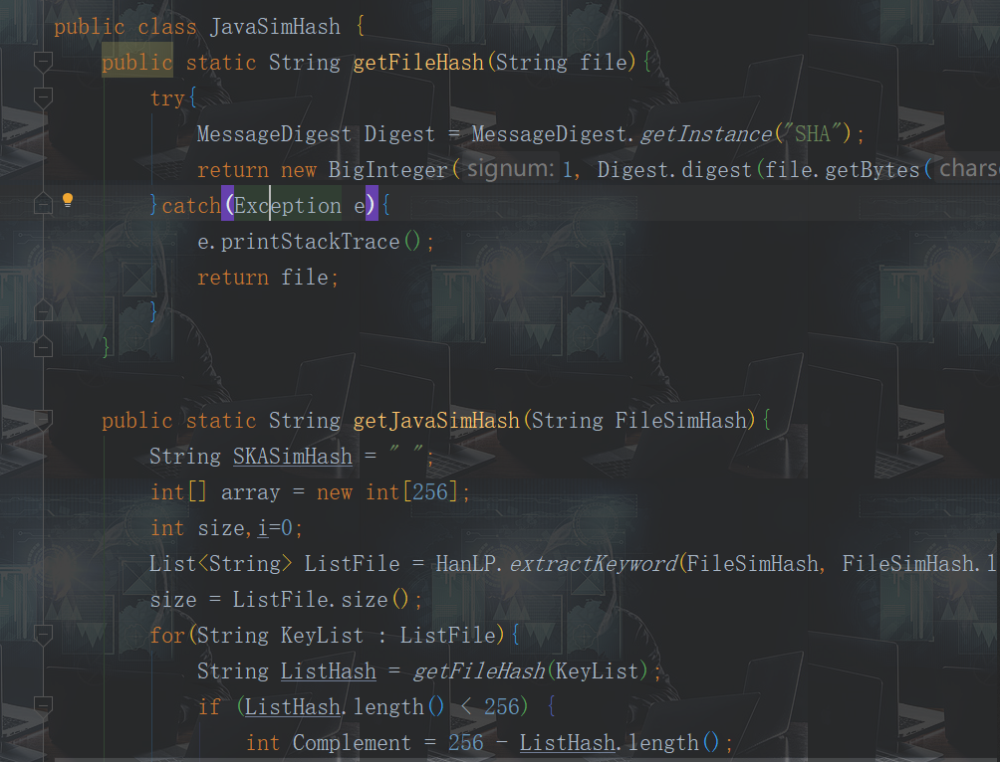 public class JavaSimHash {
public static String getFileHash(String file){
try{
MessageDigest Digest = MessageDigest.getInstance("SHA");
return new BigInteger( signum: 1, Digest.digest(file.getBytes(
}catch(Exception e){
e.printStackTrace();
return file;
}
}
public static String getJavaSimHash(String FileSimHash){
String SKASimHash = " ";
int[] array = new int[256];
int size,i=0;
List<String> ListFile = HanLP.extractKeyword(FileSimHash, FileSimHash.l
size = ListFile.size();
for(String KeyList : ListFile){
String ListHash = getFileHash(KeyList);
if (ListHash.length() < 256) {
int Complement = 256 - ListHash.length();